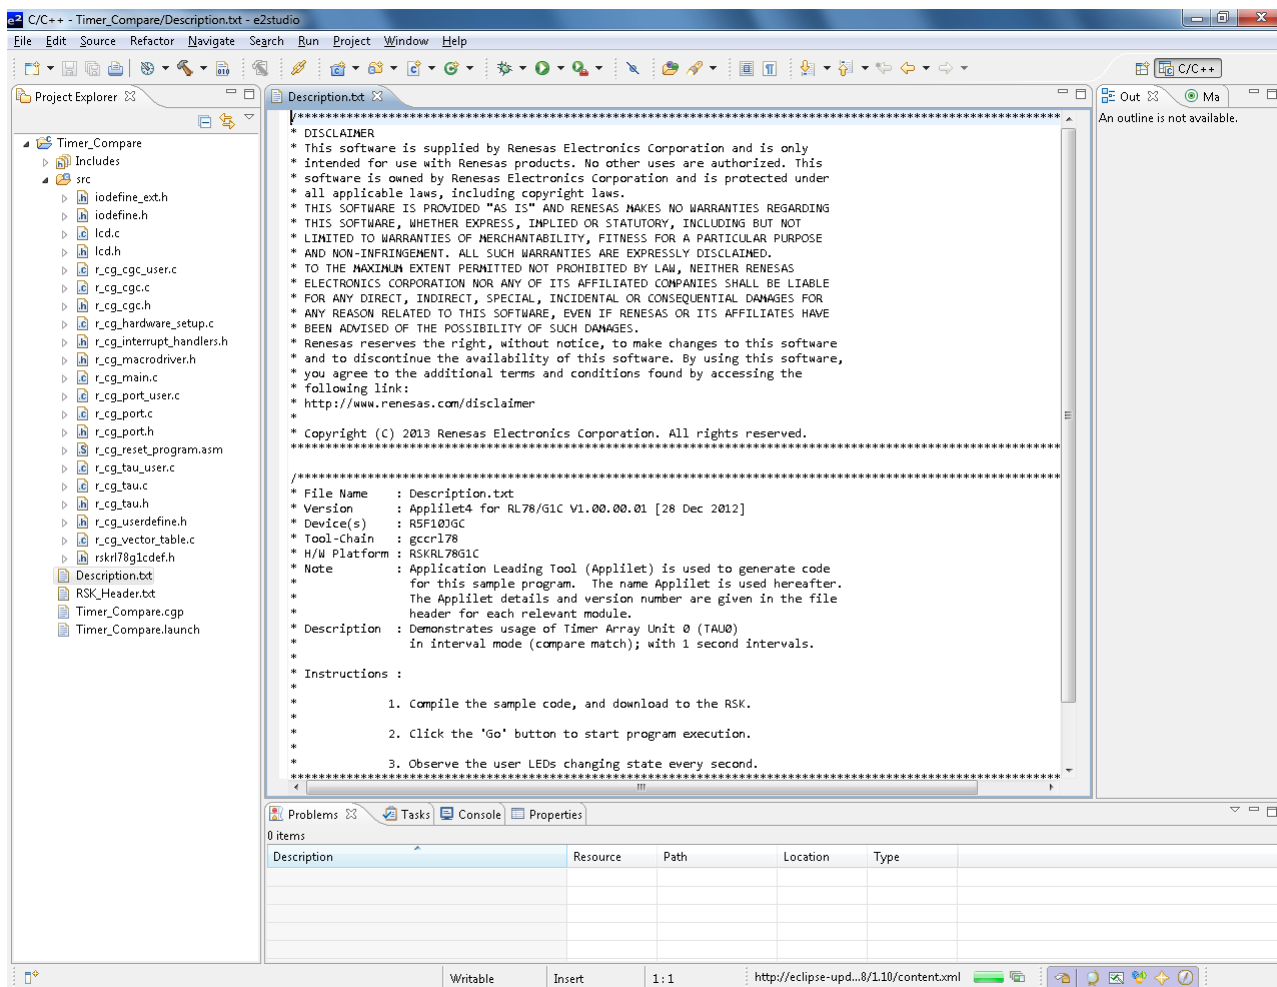 C/C++ - Timer_Compare/Description.txt - e2studio
File Edit Source Refactor Navigate Search Run Project Window Help
C/C++
Project Explorer
Timer_Compare
Includes
src
iodefine_ext.h
iodefine.h
lcd.c
lcd.h
r_cg_cgc_user.c
r_cg_cgc.c
r_cg_cgc.h
r_cg_hardware_setup.c
r_cg_interrupt_handlers.h
r_cg_macrodriver.h
r_cg_main.c
r_cg_port_user.c
r_cg_port.c
r_cg_port.h
r_cg_reset_program.asm
r_cg_tau_user.c
r_cg_tau.c
r_cg_tau.h
r_cg_userdefine.h
r_cg_vector_table.c
rskrl78g1cdef.h
Description.txt
RSK_Header.txt
Timer_Compare.cgp
Timer_Compare.launch
Description.txt
/***********************************************************************
* DISCLAIMER
* This software is supplied by Renesas Electronics Corporation and is only
* intended for use with Renesas products. No other uses are authorized. This
* software is owned by Renesas Electronics Corporation and is protected under
* all applicable laws, including copyright laws.
* THIS SOFTWARE IS PROVIDED "AS IS" AND RENESAS MAKES NO WARRANTIES REGARDING
* THIS SOFTWARE, WHETHER EXPRESS, IMPLIED OR STATUTORY, INCLUDING BUT NOT
* LIMITED TO WARRANTIES OF MERCHANTABILITY, FITNESS FOR A PARTICULAR PURPOSE
* AND NON-INFRINGEMENT. ALL SUCH WARRANTIES ARE EXPRESSLY DISCLAIMED.
* TO THE MAXIMUM EXTENT PERMITTED NOT PROHIBITED BY LAW, NEITHER RENESAS
* ELECTRONICS CORPORATION NOR ANY OF ITS AFFILIATED COMPANIES SHALL BE LIABLE
* FOR ANY DIRECT, INDIRECT, SPECIAL, INCIDENTAL OR CONSEQUENTIAL DAMAGES FOR
* ANY REASON RELATED TO THIS SOFTWARE, EVEN IF RENESAS OR ITS AFFILIATES HAVE
* BEEN ADVISED OF THE POSSIBILITY OF SUCH DAMAGES.
* Renesas reserves the right, without notice, to make changes to this software
* and to discontinue the availability of this software. By using this software,
* you agree to the additional terms and conditions found by accessing the
* following link:
* http://www.renesas.com/disclaimer
*
* Copyright (C) 2013 Renesas Electronics Corporation. All rights reserved.
***********************************************************************
/***********************************************************************
* File Name : Description.txt
* Version : Applilet4 for RL78/G1C V1.00.00.01 [28 Dec 2012]
* Device(s) : R5F10JGC
* Tool-Chain : gccrl78
* H/W Platform : RSKRL78G1C
* Note : Application Leading Tool (Applilet) is used to generate code
* for this sample program. The name Applilet is used hereafter.
* The Applilet details and version number are given in the file
* header for each relevant module.
* Description : Demonstrates usage of Timer Array Unit 0 (TAU0)
* in interval mode (compare match); with 1 second intervals.
*
* Instructions :
*
* 1. Compile the sample code, and download to the RSK.
*
* 2. Click the 'Go' button to start program execution.
*
* 3. Observe the user LEDs changing state every second.
***********************************************************************
Out Ma
An outline is not available.
Problems Tasks Console Properties
0 items
Description Resource Path Location Type
Writable Insert 1:1 http://eclipse-upd...8/1.10/content.xml